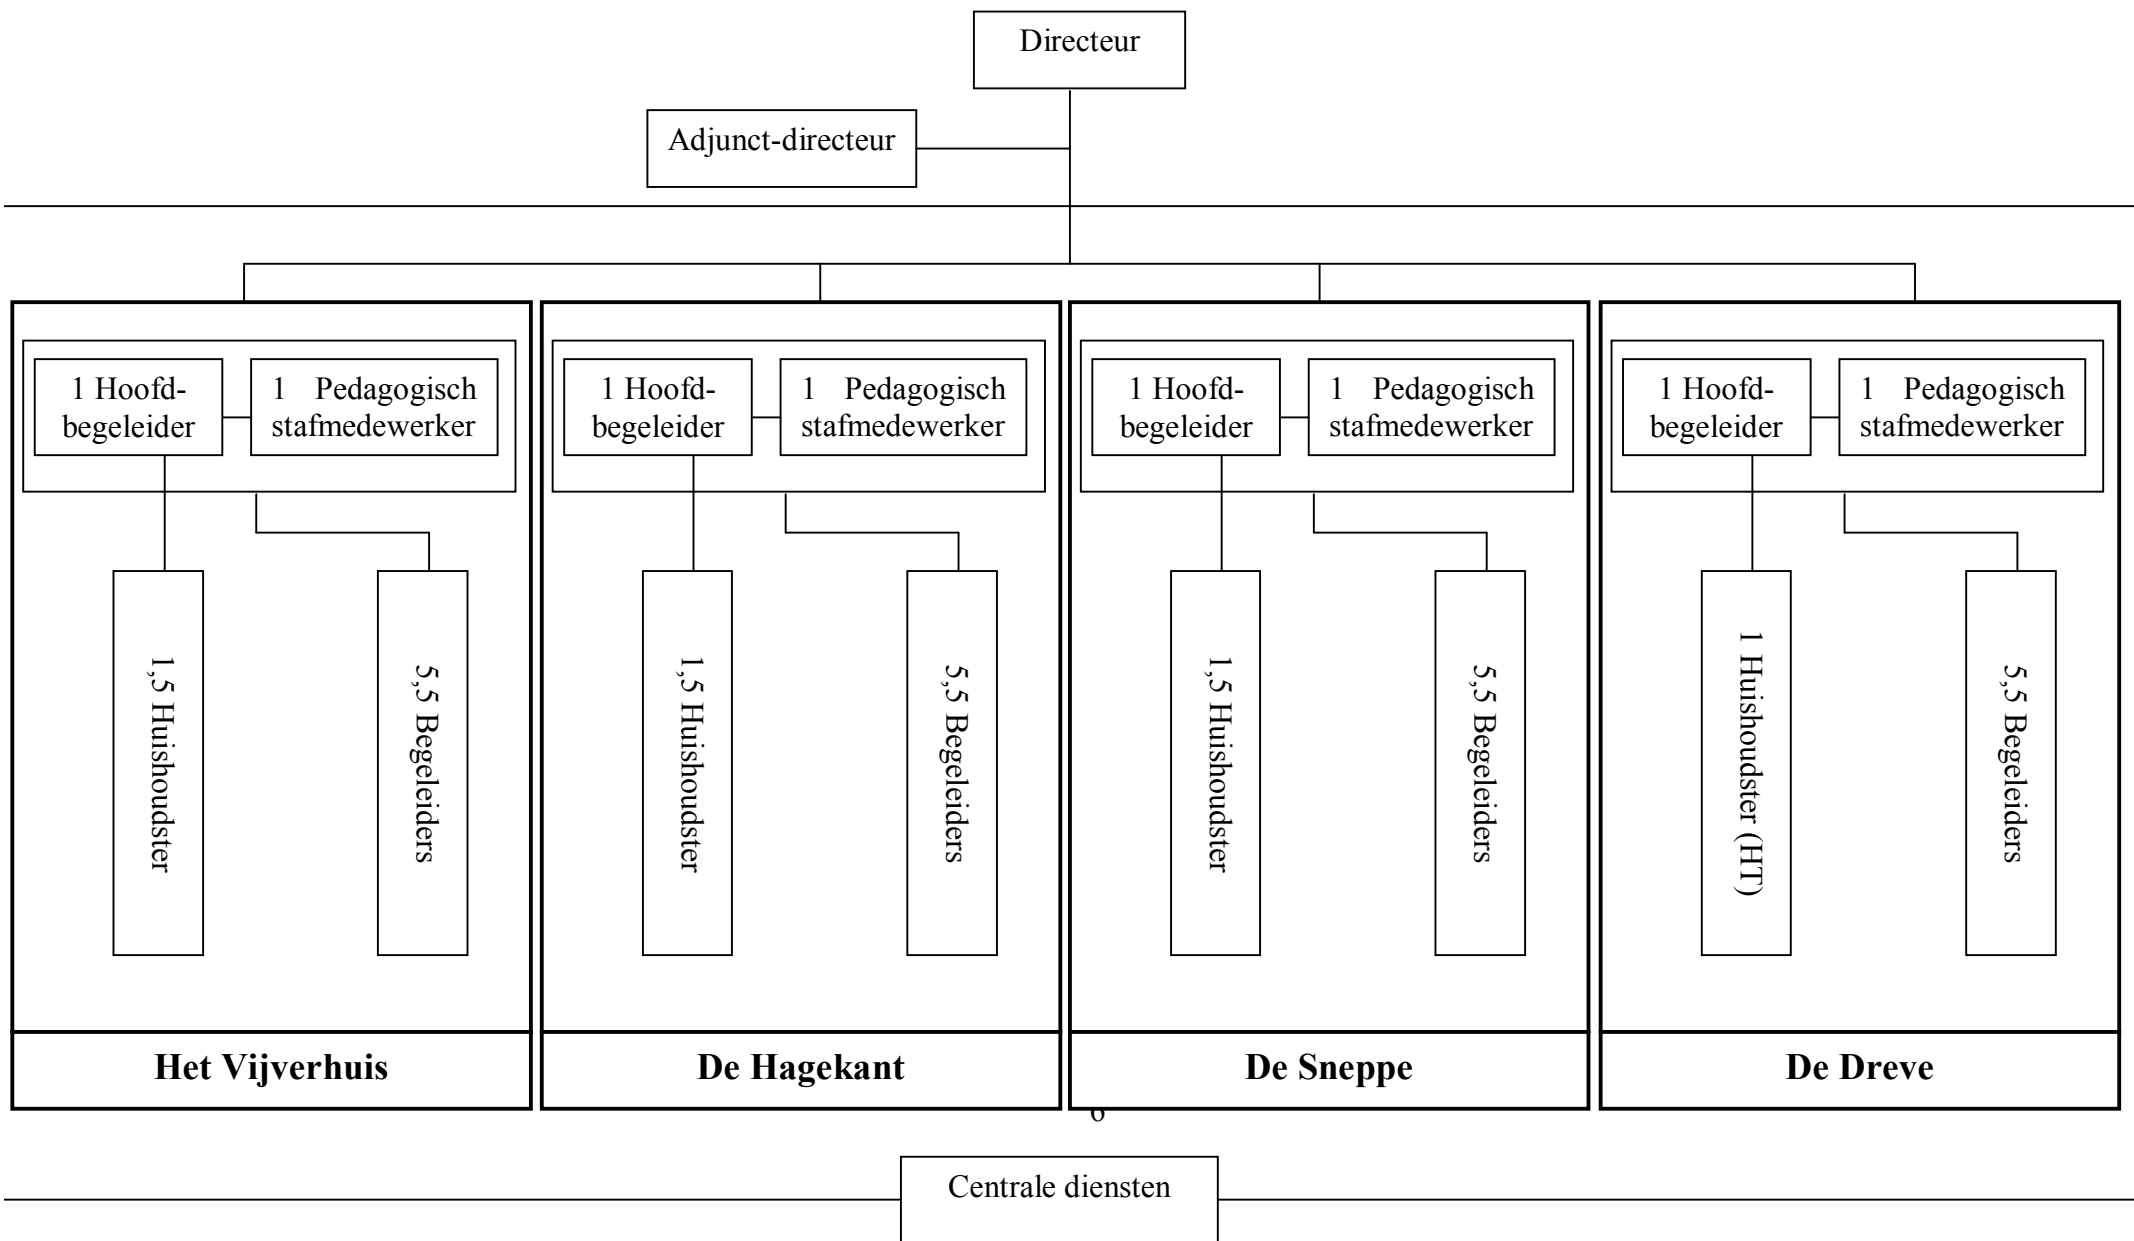 Directeur
Adjunct-directeur
1 Hoofd-
begeleider
1 Pedagogisch
stafmedewerker
1,5 Huishoudster
5,5 Begeleiders
Het Vijverhuis
1 Hoofd-
begeleider
1 Pedagogisch
stafmedewerker
1,5 Huishoudster
5,5 Begeleiders
De Hagekant
1 Hoofd-
begeleider
1 Pedagogisch
stafmedewerker
1,5 Huishoudster
5,5 Begeleiders
De Sneppe
1 Hoofd-
begeleider
1 Pedagogisch
stafmedewerker
1 Huishoudster (HT)
5,5 Begeleiders
De Dreve
Centrale diensten